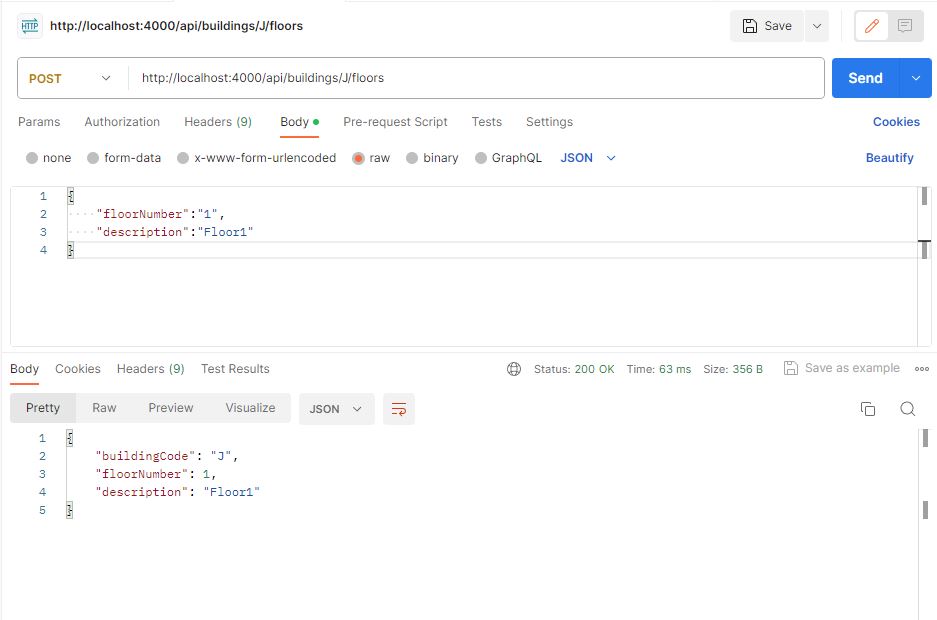 HTTP http://localhost:4000/api/buildings/J/floors Save
POST http://localhost:4000/api/buildings/J/floors Send
Params Authorization Headers (9) Body Pre-request Script Tests Settings Cookies
none form-data x-www-form-urlencoded raw binary GraphQL JSON Beautify
1 {
2 ····"floorNumber":"1",
3 ····"description":"Floor1"
4 }
Body Cookies Headers (9) Test Results Status: 200 OK Time: 63 ms Size: 356 B Save as example
Pretty Raw Preview Visualize JSON
1 {
2 "buildingCode": "J",
3 "floorNumber": 1,
4 "description": "Floor1"
5 }